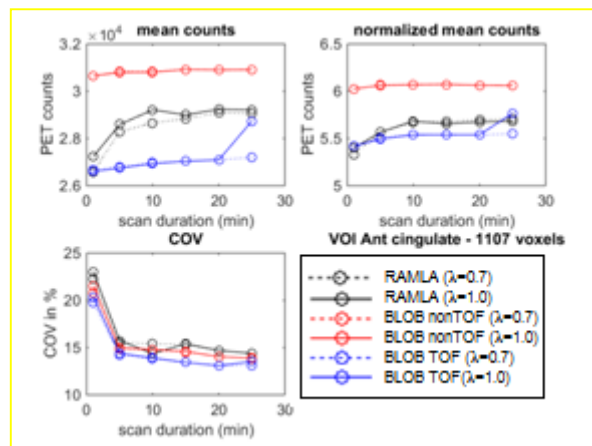 mean counts
×10⁴
3.2
3
2.8
2.6
PET counts
0 10 20 30
scan duration (min)
normalized mean counts
6.5
6
5.5
5
PET counts
0 10 20 30
scan duration (min)
COV
25
20
15
10
COV in %
0 10 20 30
scan duration (min)
VOI Ant cingulate - 1107 voxels
RAMLA (λ=0.7)
RAMLA (λ=1.0)
BLOB nonTOF (λ=0.7)
BLOB nonTOF (λ=1.0)
BLOB TOF (λ=0.7)
BLOB TOF(λ=1.0)